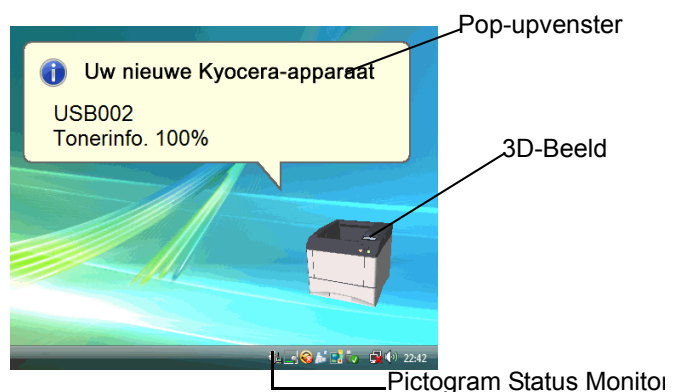 Pop-upvenster
Uw nieuwe Kyocera-apparaat
USB002
Tonerinfo. 100%
3D-Beeld
22:42
Pictogram Status Monitor